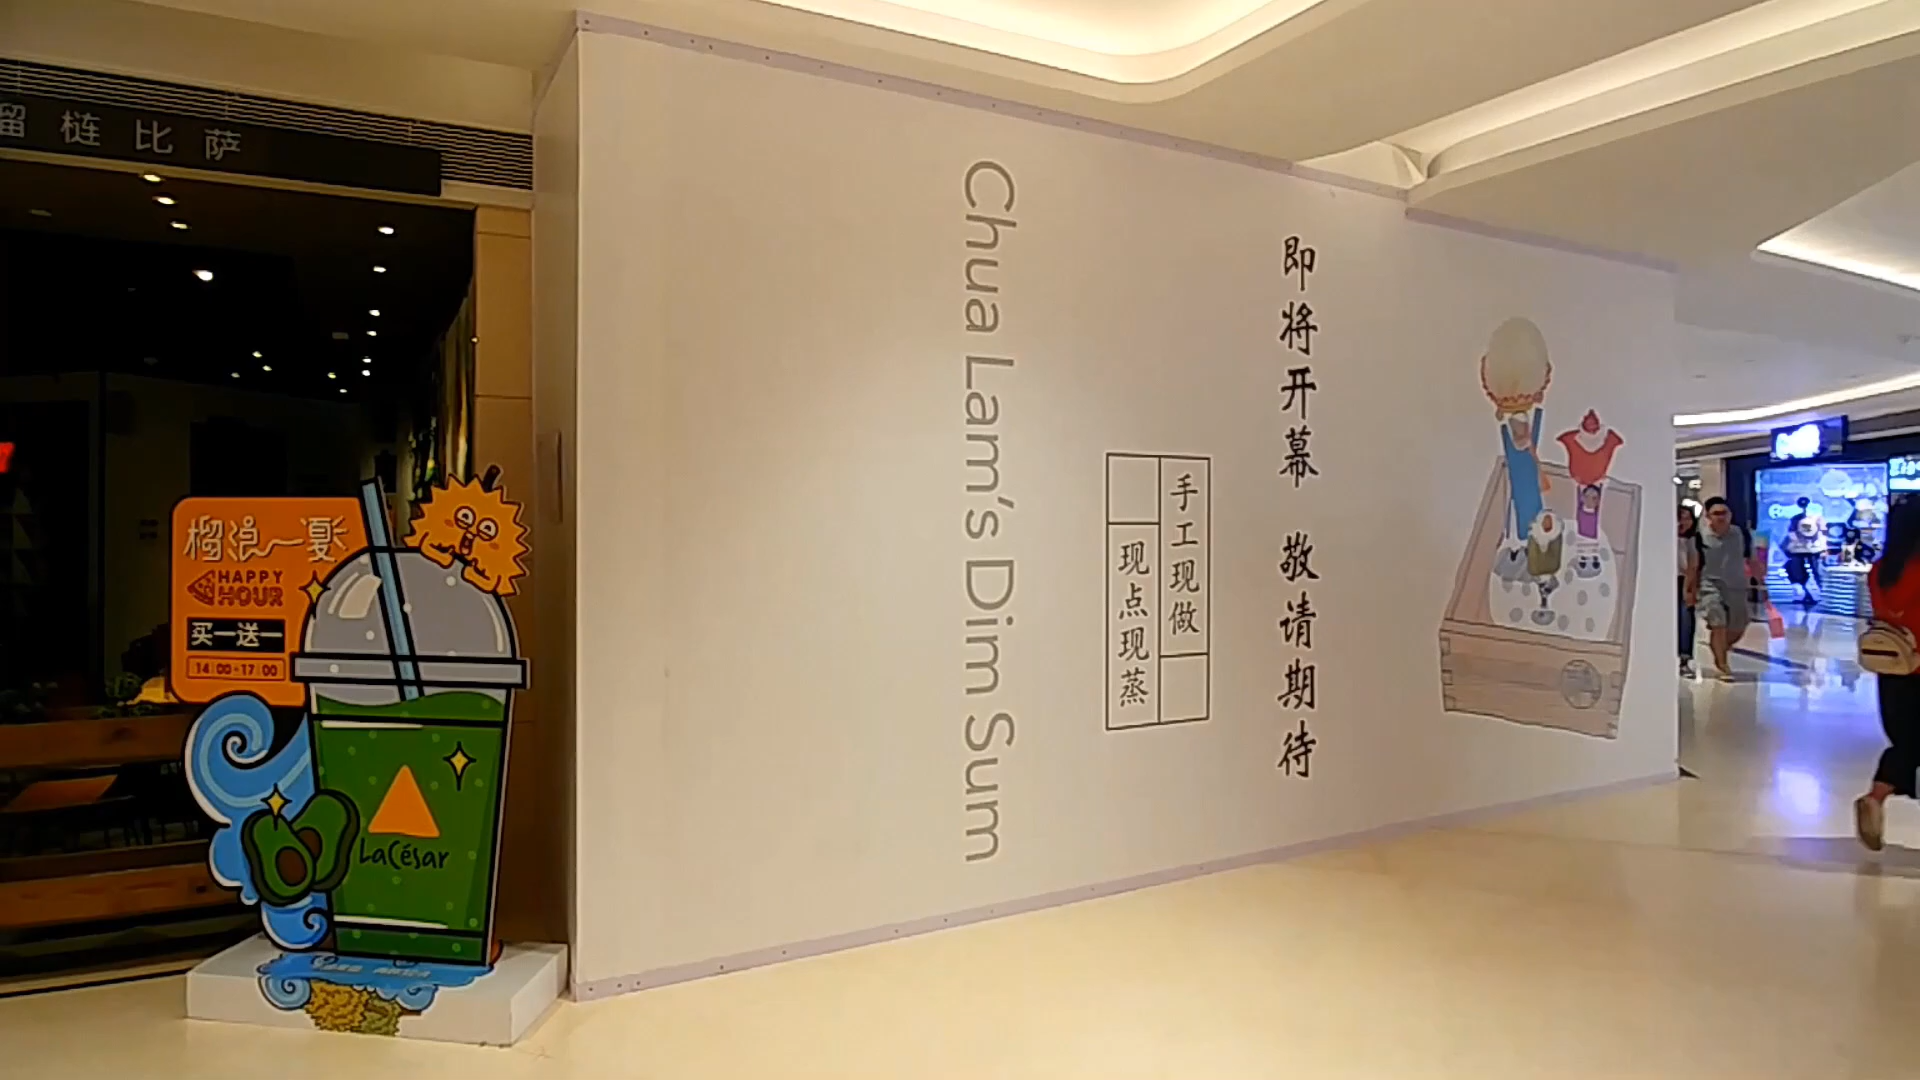 榴梿比萨
榴浪一夏
HAPPY
HOUR
买一送一
14:00-17:00
LaCésar
Chua Lam's Dim Sum
手工现做
现点现蒸
即将开幕 敬请期待